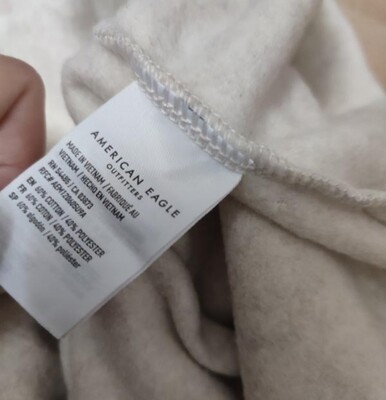 AMERICAN EAGLE
OUTFITTERS
MADE IN VIETNAM / FABRIQUÉ AU
VIETNAM / HECHO EN VIETNAM
RN 54485 / CA 03073
EN 60% COTTON / 40% POLYESTER
FR 60% COTON / 40% POLYESTER
SP 60% algodón / 40% poliéster